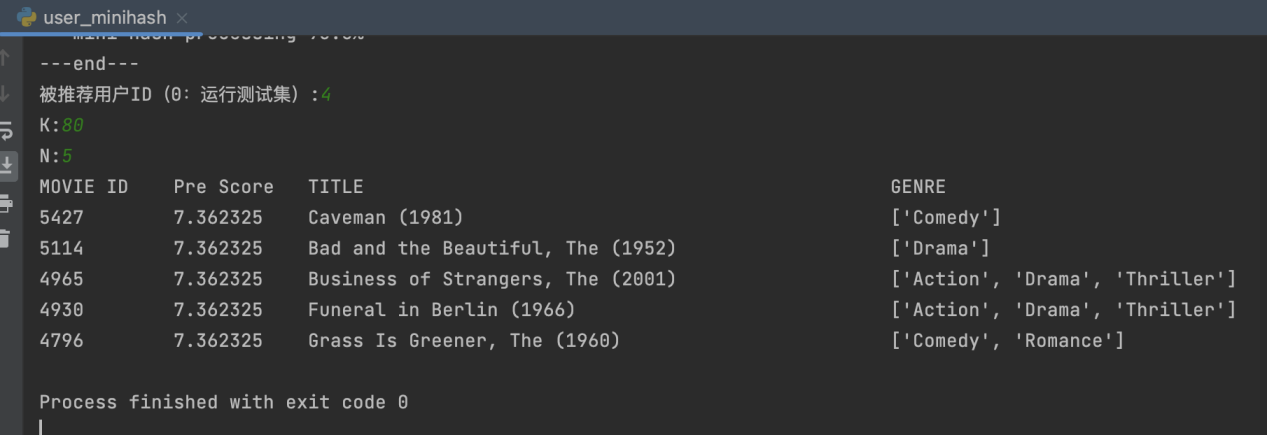 user_minihash
---end---
被推荐用户ID（0：运行测试集）:4
K:80
N:5
MOVIE ID Pre Score TITLE GENRE
5427 7.362325 Caveman (1981) ['Comedy']
5114 7.362325 Bad and the Beautiful, The (1952) ['Drama']
4965 7.362325 Business of Strangers, The (2001) ['Action', 'Drama', 'Thriller']
4930 7.362325 Funeral in Berlin (1966) ['Action', 'Drama', 'Thriller']
4796 7.362325 Grass Is Greener, The (1960) ['Comedy', 'Romance']
Process finished with exit code 0